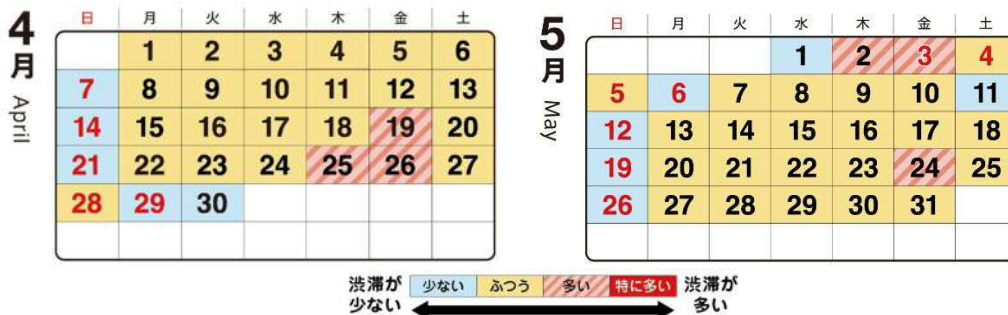 4月 April
日 月 火 水 木 金 土
1 2 3 4 5 6
7 8 9 10 11 12 13
14 15 16 17 18 19 20
21 22 23 24 25 26 27
28 29 30
5月 May
日 月 火 水 木 金 土
1 2 3 4
5 6 7 8 9 10 11
12 13 14 15 16 17 18
19 20 21 22 23 24 25
26 27 28 29 30 31
渋滞が少ない 少ない ふつう 多い 特に多い 渋滞が多い